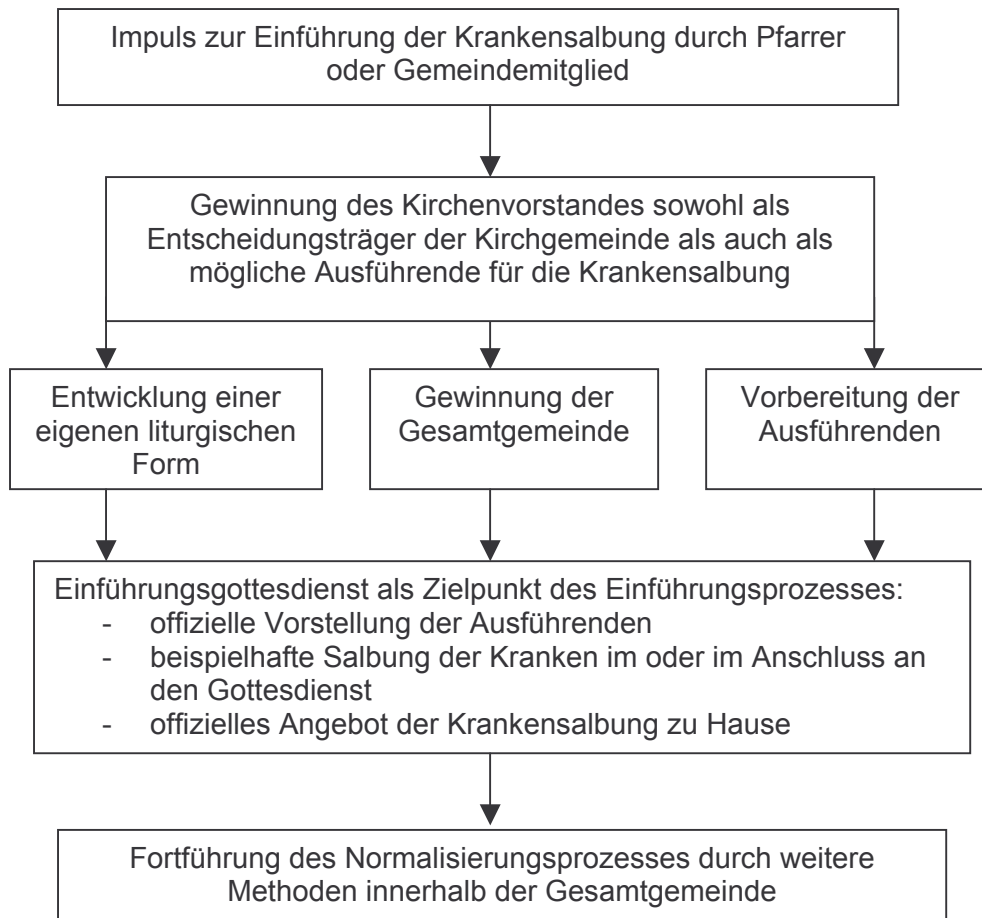 Impuls zur Einführung der Krankensalbung durch Pfarrer
oder Gemeindemitglied
Gewinnung des Kirchenvorstandes sowohl als
Entscheidungsträger der Kirchgemeinde als auch als
mögliche Ausführende für die Krankensalbung
Entwicklung einer
eigenen liturgischen
Form
Gewinnung der
Gesamtgemeinde
Vorbereitung der
Ausführenden
Einführungsgottesdienst als Zielpunkt des Einführungsprozesses:
- offizielle Vorstellung der Ausführenden
- beispielhafte Salbung der Kranken im oder im Anschluss an
den Gottesdienst
- offizielles Angebot der Krankensalbung zu Hause
Fortführung des Normalisierungsprozesses durch weitere
Methoden innerhalb der Gesamtgemeinde